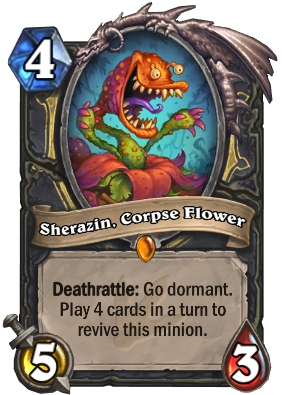 4
Sherazin, Corpse Flower
Deathrattle: Go dormant.
Play 4 cards in a turn to
revive this minion.
5
3